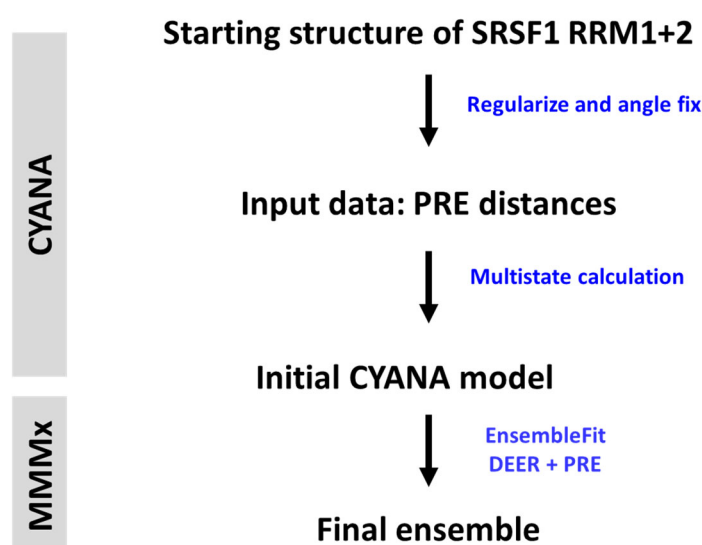 Starting structure of SRSF1 RRM1+2
Regularize and angle fix
CYANA
Input data: PRE distances
Multistate calculation
Initial CYANA model
MMMx
EnsembleFit
DEER + PRE
Final ensemble